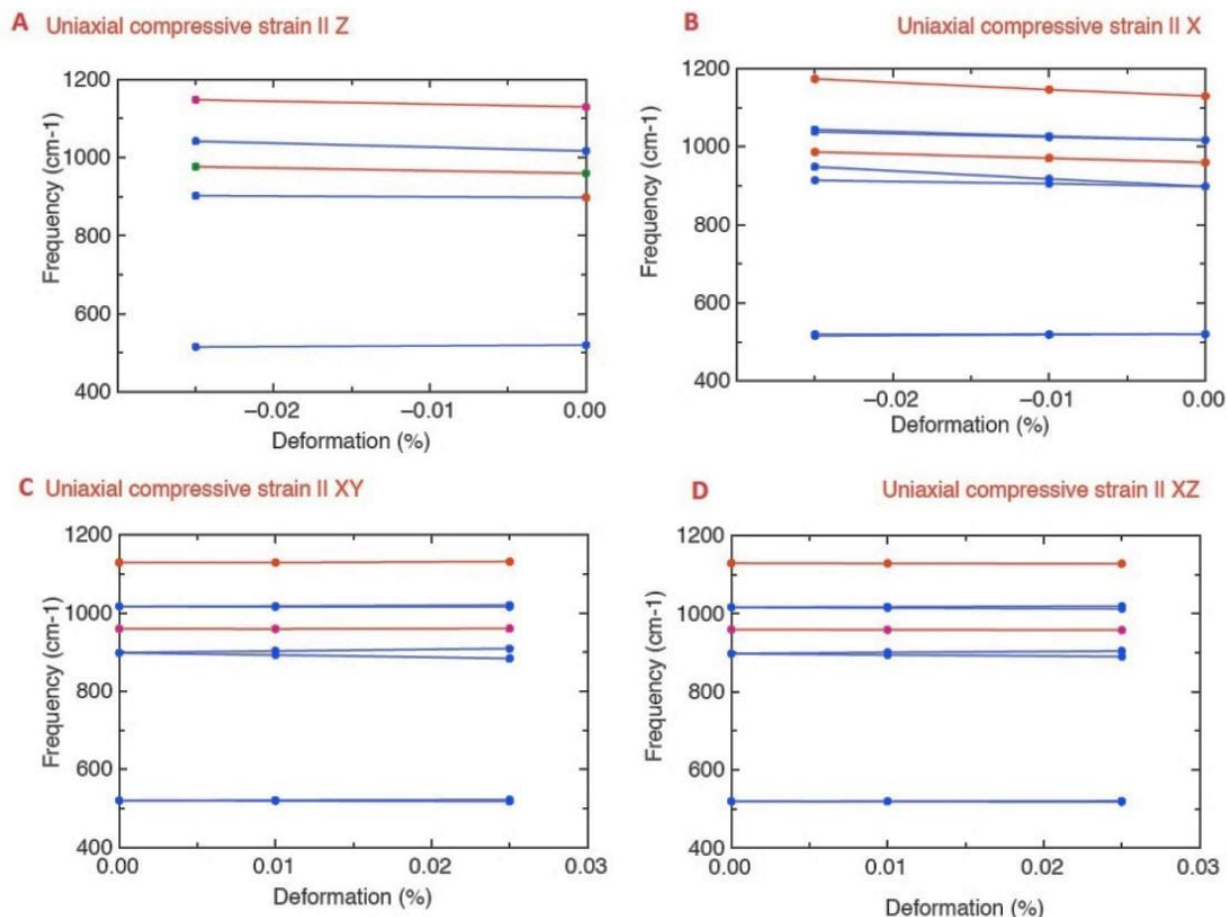 A Uniaxial compressive strain II Z
1200
1000
800
600
400
Frequency (cm-1)
−0.02 −0.01 0.00
Deformation (%)
B Uniaxial compressive strain II X
1200
1000
800
600
400
Frequency (cm-1)
−0.02 −0.01 0.00
Deformation (%)
C Uniaxial compressive strain II XY
1200
1000
800
600
400
Frequency (cm-1)
0.00 0.01 0.02 0.03
Deformation (%)
D Uniaxial compressive strain II XZ
1200
1000
800
600
400
Frequency (cm-1)
0.00 0.01 0.02 0.03
Deformation (%)